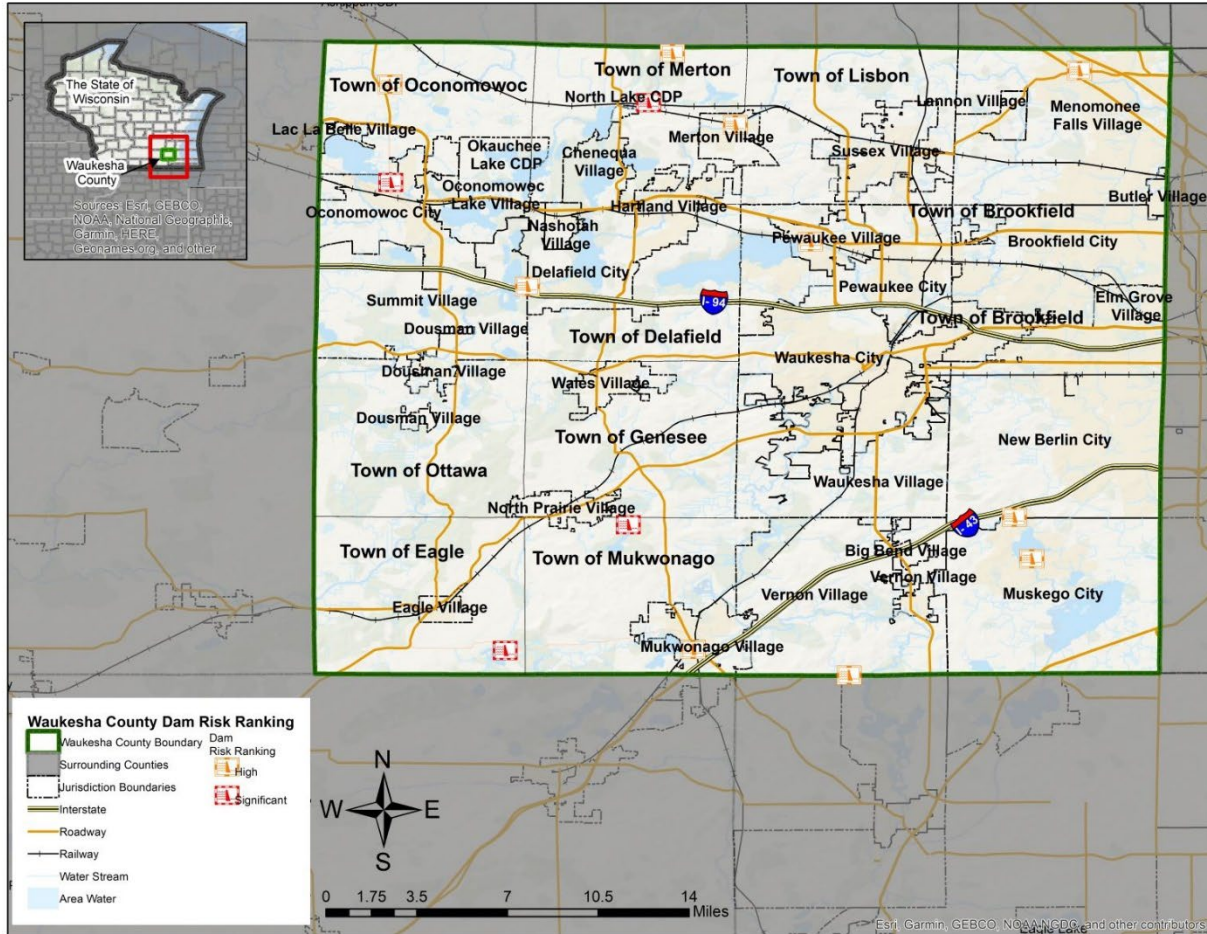 The State of
Wisconsin
Waukesha
County
Sources: Esri, GEBCO,
NOAA, National Geographic,
Garmin, HERE,
Geonames.org, and other
Town of Oconomowoc
Town of Merton
Town of Lisbon
North Lake CDP
Lannon Village
Menomonee
Falls Village
Lac La Belle Village
Okauchee
Lake CDP
Chenequa
Village
Merton Village
Sussex Village
Oconomowoc
Lake Village
Butler Village
Oconomowoc City
Hartland Village
Town of Brookfield
Nashotah
Village
Pewaukee Village
Brookfield City
Delafield City
Pewaukee City
Elm Grove
Village
Summit Village
I- 94
Town of Brookfield
Dousman Village
Town of Delafield
Waukesha City
Dousman Village
Wales Village
Dousman Village
Town of Genesee
New Berlin City
Town of Ottawa
Waukesha Village
North Prairie Village
I- 43
Town of Eagle
Town of Mukwonago
Big Bend Village
Vernon Village
Eagle Village
Vernon Village
Muskego City
Mukwonago Village
Waukesha County Dam Risk Ranking
Waukesha County Boundary
Surrounding Counties
Jurisdiction Boundaries
Interstate
Roadway
Railway
Water Stream
Area Water
Dam
Risk Ranking
High
Significant
N
W E
S
0 1.75 3.5 7 10.5 14
Miles
Esri, Garmin, GEBCO, NOAA NGDC, and other contributors
Eagle Lake